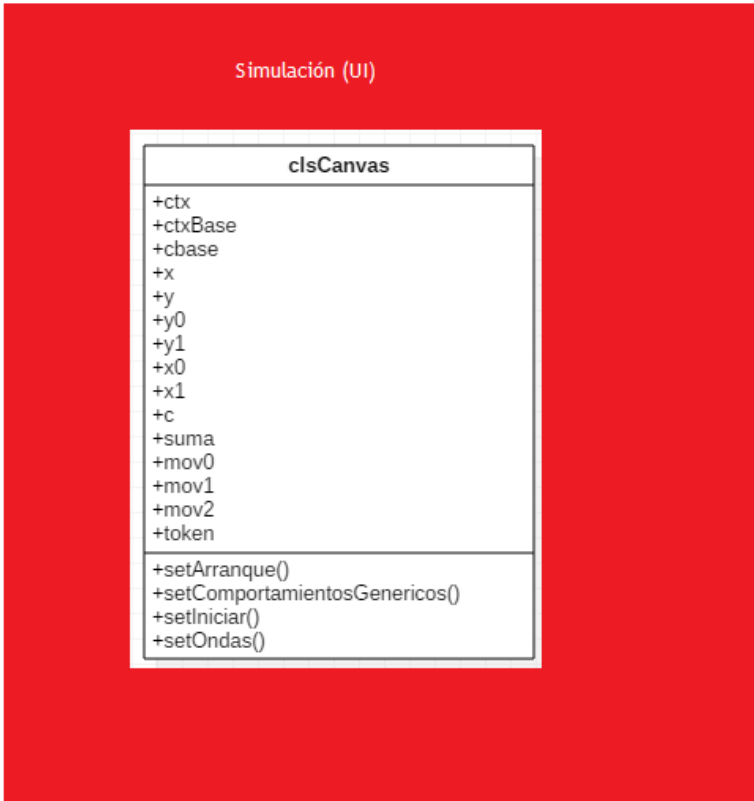 Simulación (UI)
clsCanvas
+ctx
+ctxBase
+cbase
+x
+y
+y0
+y1
+x0
+x1
+c
+suma
+mov0
+mov1
+mov2
+token
+setArranque()
+setComportamientosGenericos()
+setIniciar()
+setOndas()